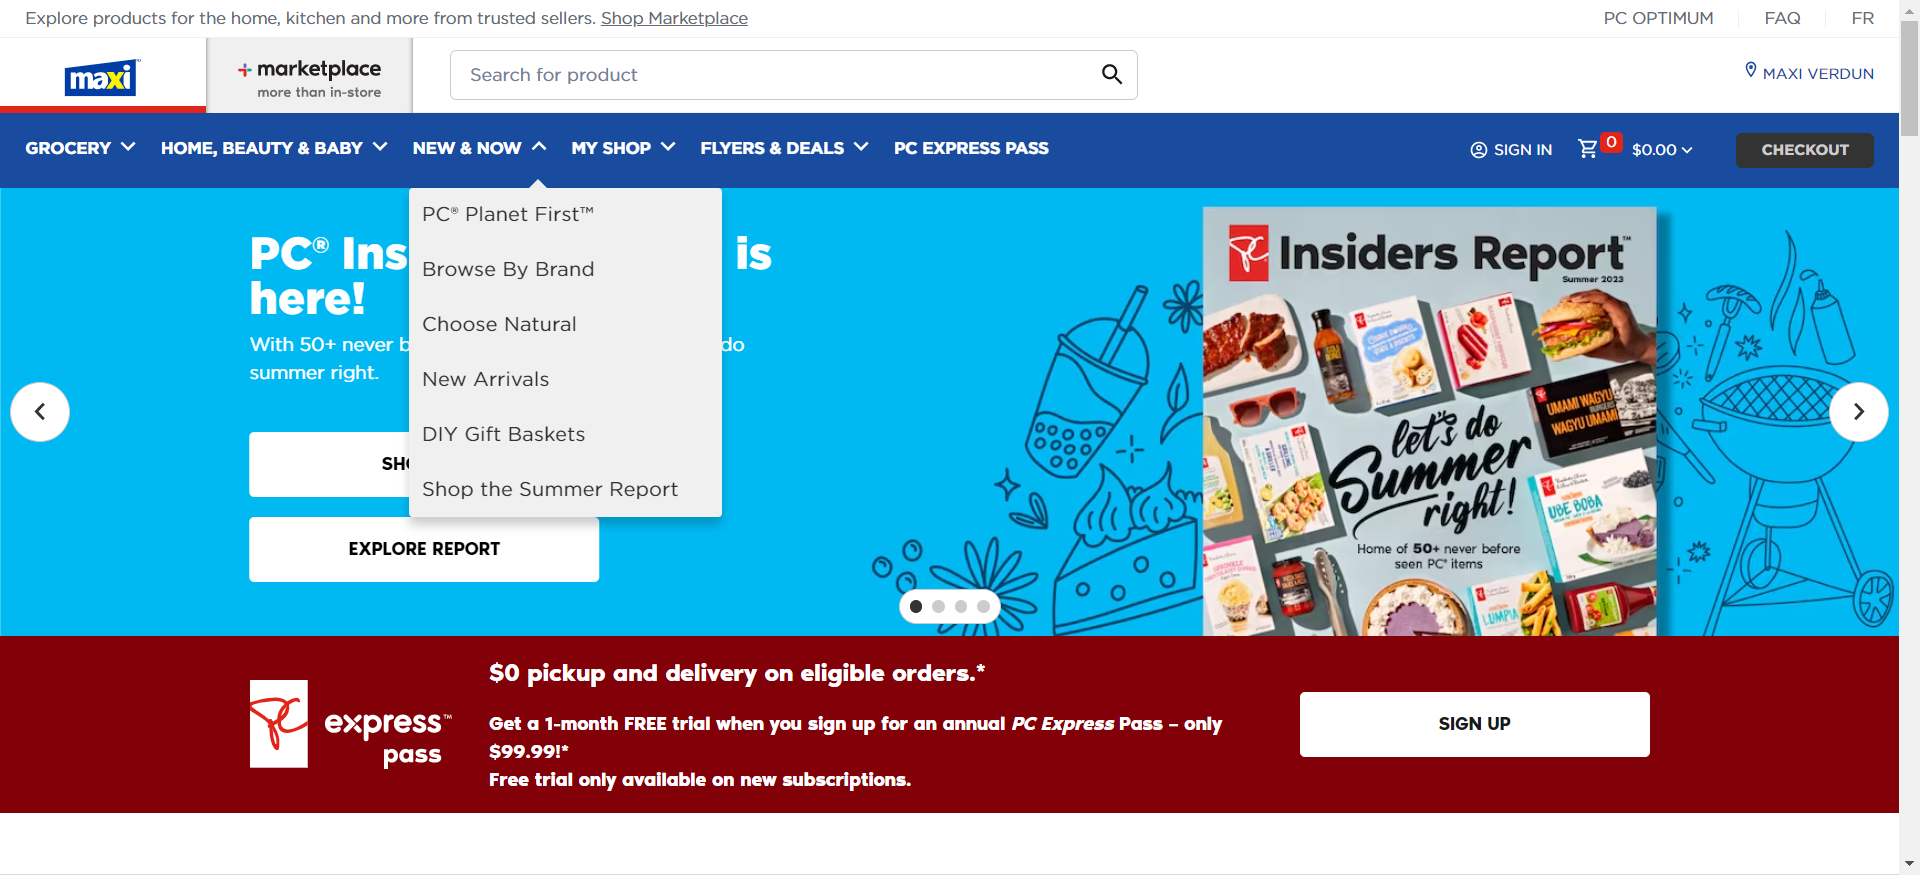 Explore products for the home, kitchen and more from trusted sellers. Shop Marketplace
PC OPTIMUM
FAQ
FR
maxi
marketplace
more than in-store
Search for product
MAXI VERDUN
GROCERY
HOME, BEAUTY & BABY
NEW & NOW
MY SHOP
FLYERS & DEALS
PC EXPRESS PASS
SIGN IN
0
$0.00
CHECKOUT
PC® Planet First™
Browse By Brand
Choose Natural
New Arrivals
DIY Gift Baskets
Shop the Summer Report
PC® Ins is
here!
With 50+ never b do
summer right.
SHO
EXPLORE REPORT
PC Insiders Report™
Summer 2023
UMAMI WAGYU
BURGERS
WAGYU UMAMI
let's do
Summer
right!
UBE BOBA
Home of 50+ never before
seen PC® items
LUMPIA
PC express™
pass
$0 pickup and delivery on eligible orders.*
Get a 1-month FREE trial when you sign up for an annual PC Express Pass – only
$99.99!*
Free trial only available on new subscriptions.
SIGN UP